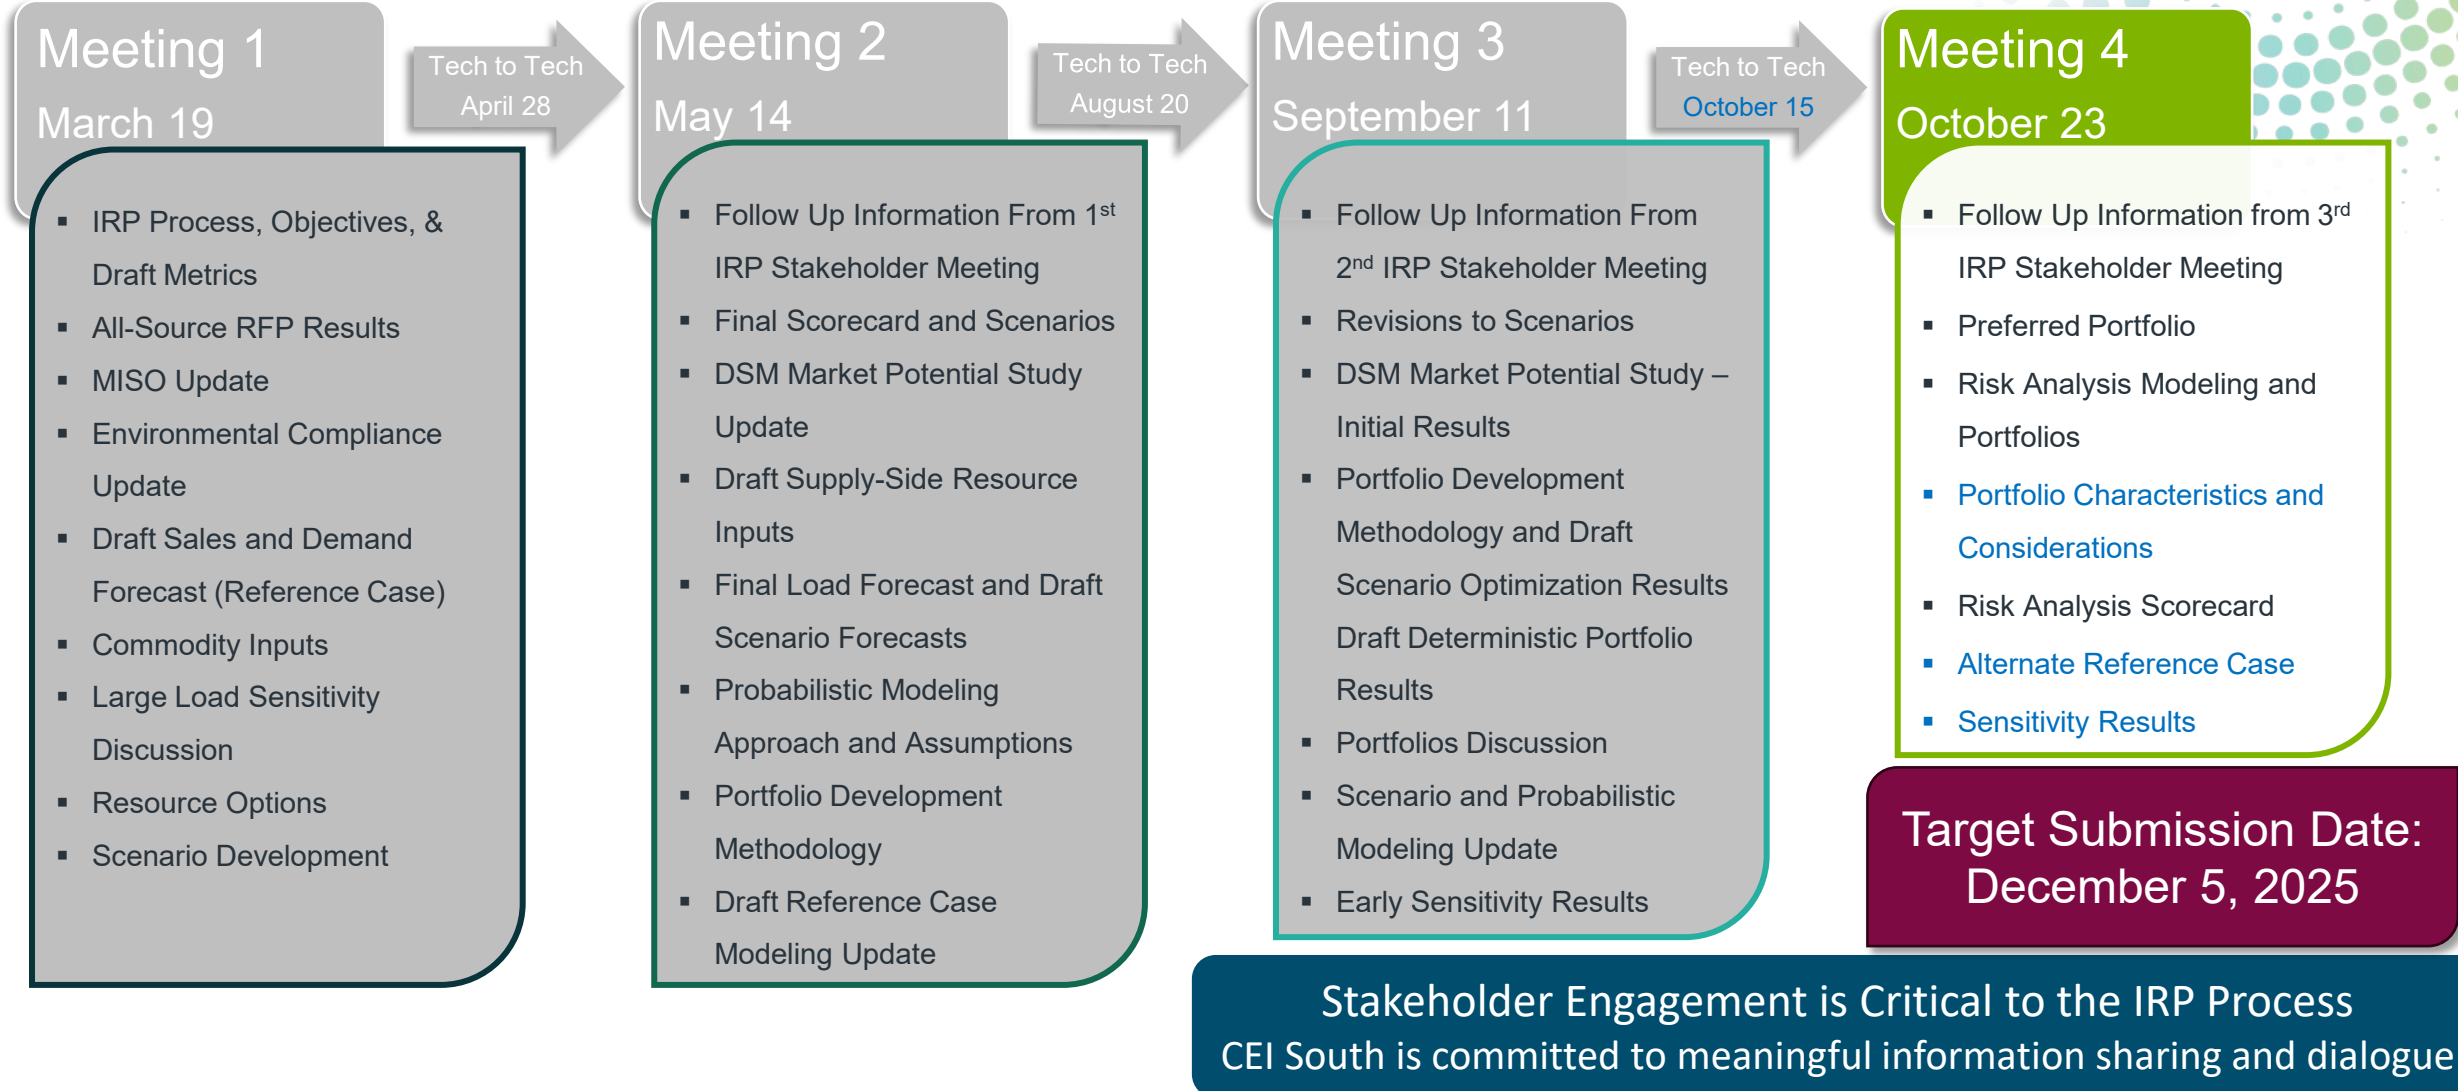 Meeting 1
March 19
▪ IRP Process, Objectives, &
Draft Metrics
▪ All-Source RFP Results
▪ MISO Update
▪ Environmental Compliance
Update
▪ Draft Sales and Demand
Forecast (Reference Case)
▪ Commodity Inputs
▪ Large Load Sensitivity
Discussion
▪ Resource Options
▪ Scenario Development
Tech to Tech
April 28
Meeting 2
May 14
▪ Follow Up Information From 1st
IRP Stakeholder Meeting
▪ Final Scorecard and Scenarios
▪ DSM Market Potential Study
Update
▪ Draft Supply-Side Resource
Inputs
▪ Final Load Forecast and Draft
Scenario Forecasts
▪ Probabilistic Modeling
Approach and Assumptions
▪ Portfolio Development
Methodology
▪ Draft Reference Case
Modeling Update
Tech to Tech
August 20
Meeting 3
September 11
▪ Follow Up Information From
2nd IRP Stakeholder Meeting
▪ Revisions to Scenarios
▪ DSM Market Potential Study –
Initial Results
▪ Portfolio Development
Methodology and Draft
Scenario Optimization Results
Draft Deterministic Portfolio
Results
▪ Portfolios Discussion
▪ Scenario and Probabilistic
Modeling Update
▪ Early Sensitivity Results
Tech to Tech
October 15
Meeting 4
October 23
▪ Follow Up Information from 3rd
IRP Stakeholder Meeting
▪ Preferred Portfolio
▪ Risk Analysis Modeling and
Portfolios
▪ Portfolio Characteristics and
Considerations
▪ Risk Analysis Scorecard
▪ Alternate Reference Case
▪ Sensitivity Results
Target Submission Date:
December 5, 2025
Stakeholder Engagement is Critical to the IRP Process
CEI South is committed to meaningful information sharing and dialogue